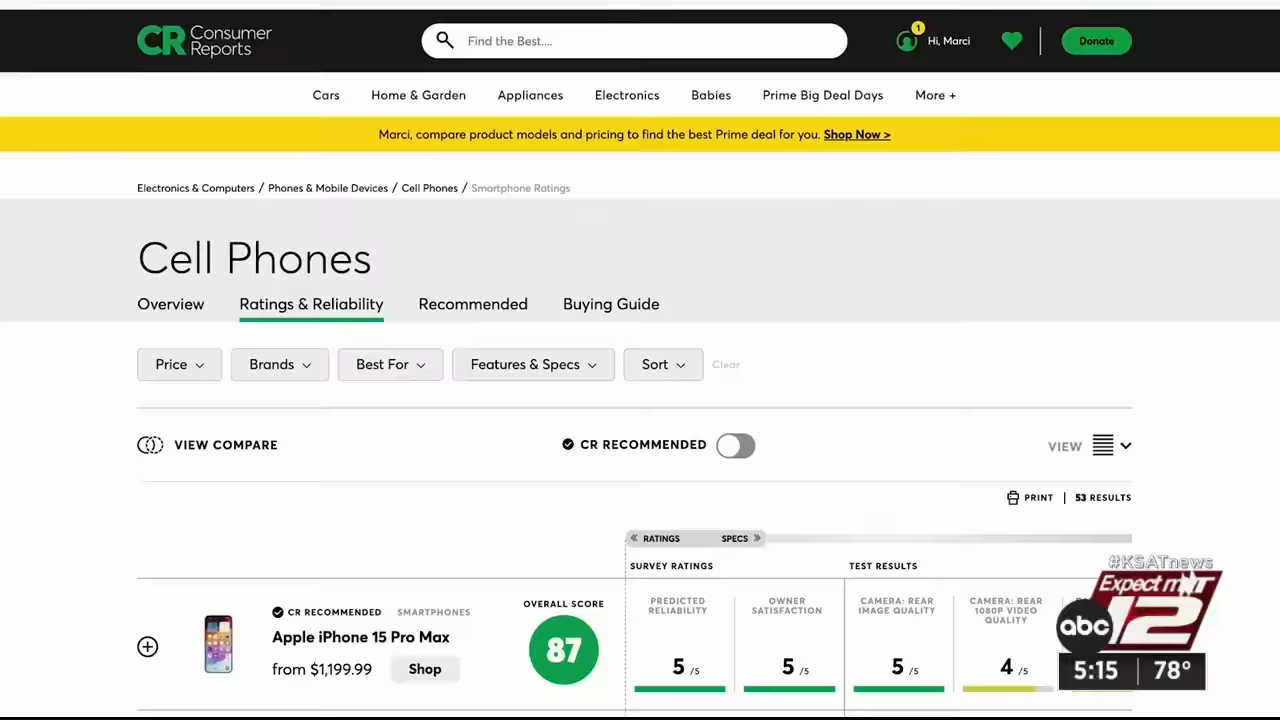 CR Consumer Reports
Find the Best....
1
Hi, Marci
Donate
Cars Home & Garden Appliances Electronics Babies Prime Big Deal Days More +
Marci, compare product models and pricing to find the best Prime deal for you. Shop Now >
Electronics & Computers / Phones & Mobile Devices / Cell Phones / Smartphone Ratings
Cell Phones
Overview Ratings & Reliability Recommended Buying Guide
Price Brands Best For Features & Specs Sort Clear
VIEW COMPARE
CR RECOMMENDED
VIEW
PRINT | 53 RESULTS
« RATINGS SPECS »
SURVEY RATINGS
TEST RESULTS
CR RECOMMENDED SMARTPHONES
Apple iPhone 15 Pro Max
from $1,199.99 Shop
OVERALL SCORE
87
PREDICTED
RELIABILITY
5 /5
OWNER
SATISFACTION
5 /5
CAMERA: REAR
IMAGE QUALITY
5 /5
CAMERA: REAR
1080P VIDEO
QUALITY
4 /5
#KSATnews
Expect
abc 12
5:15 | 78°